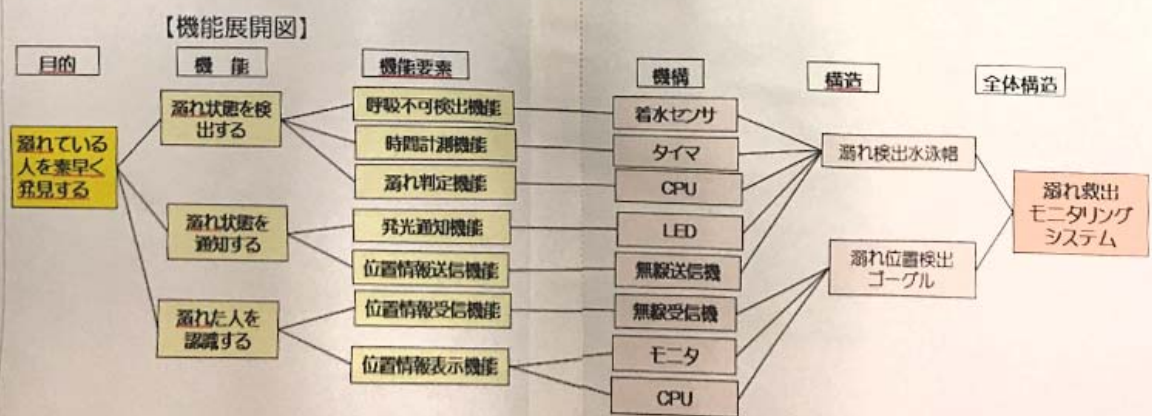 【機能展開図】
目的
機 能
機能要素
機構
構造
全体構造
溺れている
人を素早く
発見する
溺れ状態を検
出する
溺れ状態を
通知する
溺れた人を
認識する
呼吸不可検出機能
時間計測機能
溺れ判定機能
発光通知機能
位置情報送信機能
位置情報受信機能
位置情報表示機能
着水センサ
タイマ
CPU
LED
無線送信機
無線受信機
モニタ
CPU
溺れ検出水泳帽
溺れ位置検出
ゴーグル
溺れ救出
モニタリング
システム